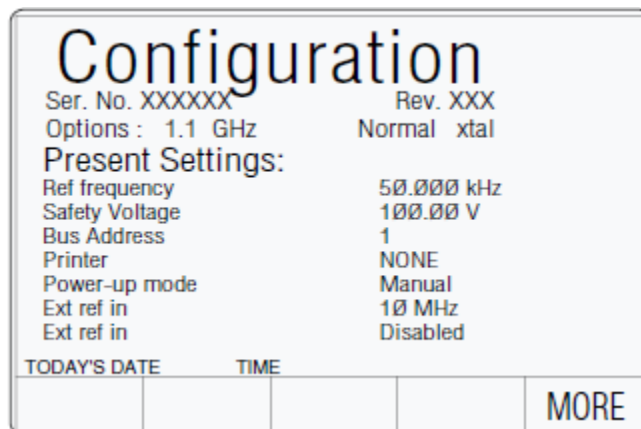 Configuration
Ser. No. XXXXXX Rev. XXX
Options : 1.1 GHz Normal xtal
Present Settings:
Ref frequency 5Ø.ØØØ kHz
Safety Voltage 1ØØ.ØØ V
Bus Address 1
Printer NONE
Power-up mode Manual
Ext ref in 1Ø MHz
Ext ref in Disabled
TODAY'S DATE TIME
MORE